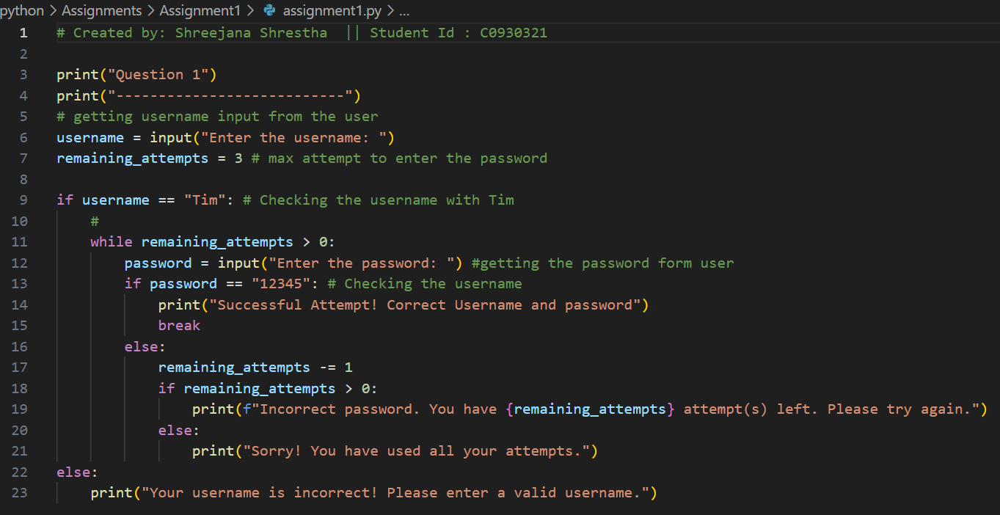 python > Assignments > Assignment1 > assignment1.py > ...
1 # Created by: Shreejana Shrestha  || Student Id : C0930321
2
3 print("Question 1")
4 print("---------------------------")
5 # getting username input from the user
6 username = input("Enter the username: ")
7 remaining_attempts = 3 # max attempt to enter the password
8
9 if username == "Tim": # Checking the username with Tim
10     #
11     while remaining_attempts > 0:
12         password = input("Enter the password: ") #getting the password form user
13         if password == "12345": # Checking the username
14             print("Successful Attempt! Correct Username and password")
15             break
16         else:
17             remaining_attempts -= 1
18             if remaining_attempts > 0:
19                 print(f"Incorrect password. You have {remaining_attempts} attempt(s) left. Please try again.")
20             else:
21                 print("Sorry! You have used all your attempts.")
22 else:
23     print("Your username is incorrect! Please enter a valid username.")